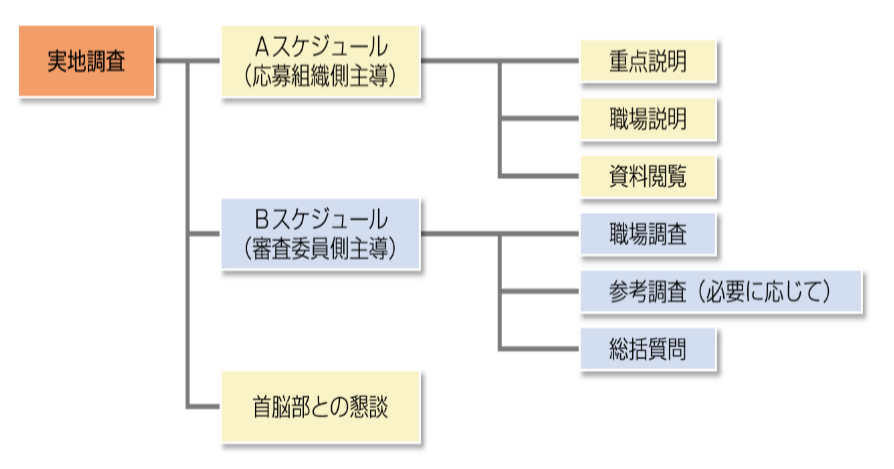 実地調査
Aスケジュール
（応募組織側主導）
重点説明
職場説明
資料閲覧
Bスケジュール
（審査委員側主導）
職場調査
参考調査（必要に応じて）
総括質問
首脳部との懇談